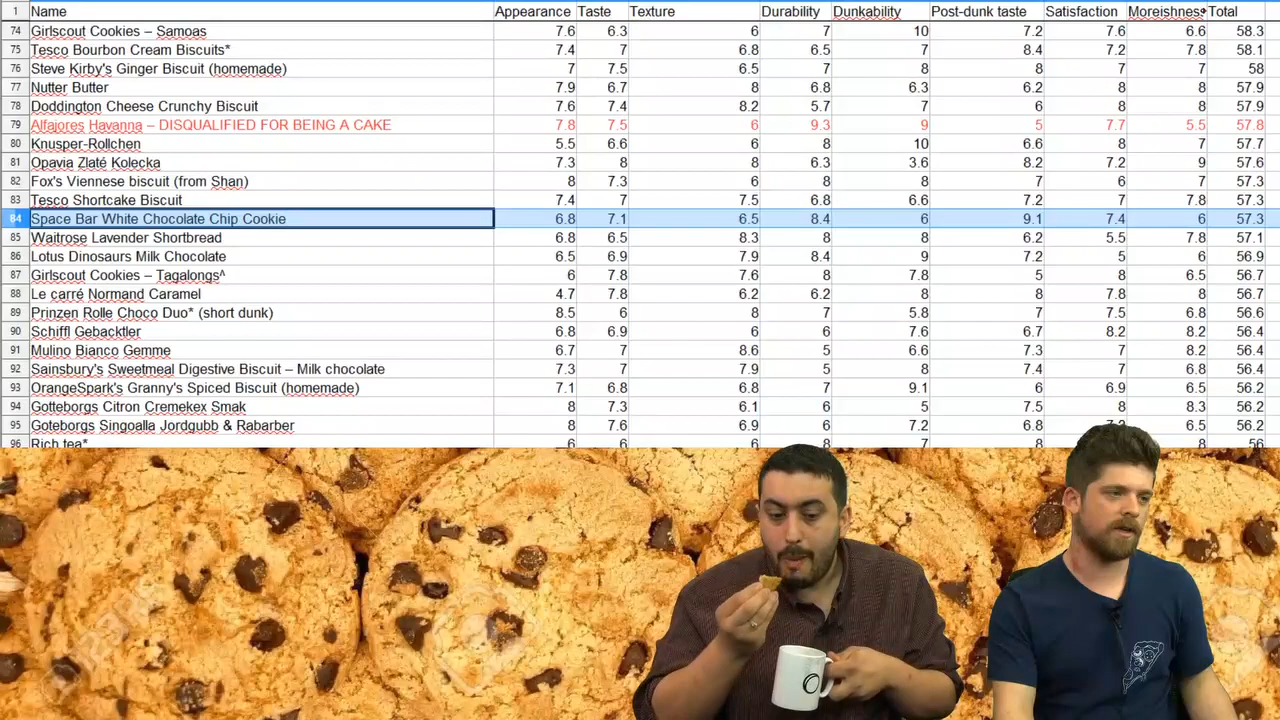 1 Name Appearance Taste Texture Durability Dunkability Post-dunk taste Satisfaction Moreishness Total
74 Girlscout Cookies – Samoas 7.6 6.3 6 7 10 7.2 7.6 6.6 58.3
75 Tesco Bourbon Cream Biscuits* 7.4 7 6.8 6.5 7 8.4 7.2 7.8 58.1
76 Steve Kirby's Ginger Biscuit (homemade) 7 7.5 6.5 7 8 8 7 7 58
77 Nutter Butter 7.9 6.7 8 6.8 6.3 6.2 8 8 57.9
78 Doddington Cheese Crunchy Biscuit 7.6 7.4 8.2 5.7 7 6 8 8 57.9
79 Alfajores Havanna – DISQUALIFIED FOR BEING A CAKE 7.8 7.5 6 9.3 9 5 7.7 5.5 57.8
80 Knusper-Rollchen 5.5 6.6 6 8 10 6.6 8 7 57.7
81 Opavia Zlaté Kolecka 7.3 8 8 6.3 3.6 8.2 7.2 9 57.6
82 Fox's Viennese biscuit (from Shan) 8 7.3 6 8 8 7 6 7 57.3
83 Tesco Shortcake Biscuit 7.4 7 7.5 6.8 6.6 7.2 7 7.8 57.3
84 Space Bar White Chocolate Chip Cookie 6.8 7.1 6.5 8.4 6 9.1 7.4 6 57.3
85 Waitrose Lavender Shortbread 6.8 6.5 8.3 8 8 6.2 5.5 7.8 57.1
86 Lotus Dinosaurs Milk Chocolate 6.5 6.9 7.9 8.4 9 7.2 5 6 56.9
87 Girlscout Cookies – Tagalongs^ 6 7.8 7.6 8 7.8 5 8 6.5 56.7
88 Le carré Normand Caramel 4.7 7.8 6.2 6.2 8 8 7.8 8 56.7
89 Prinzen Rolle Choco Duo* (short dunk) 8.5 6 8 7 5.8 7 7.5 6.8 56.6
90 Schiffl Gebacktler 6.8 6.9 6 6 7.6 6.7 8.2 8.2 56.4
91 Mulino Bianco Gemme 6.7 7 8.6 5 6.6 7.3 7 8.2 56.4
92 Sainsbury's Sweetmeal Digestive Biscuit – Milk chocolate 7.3 7 7.9 5 8 7.4 7 6.8 56.4
93 OrangeSpark's Granny's Spiced Biscuit (homemade) 7.1 6.8 6.8 7 9.1 6 6.9 6.5 56.2
94 Gotteborgs Citron Cremekex Smak 8 7.3 6.1 6 5 7.5 8 8.3 56.2
95 Goteborgs Singoalla Jordgubb & Rabarber 8 7.6 6.9 6 7.2 6.8 6.5 56.2
96 Rich tea* 6 6 6 8 7 8 8 56